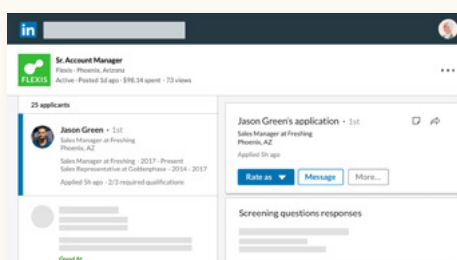 in
Sr. Account Manager
Flexis - Phoenix, Arizona
Active - Posted 1d ago - $98.14 spent - 73 views
FLEXIS
25 applicants
Jason Green • 1st
Sales Manager at Freshing
Phoenix, AZ
Sales Manager at freshing - 2017 - Present
Sales Representative at Goldenphase - 2014 - 2017
Applied 5h ago - 2/3 required qualifications
Good fit
Jason Green's application • 1st
Sales Manager at Freshing
Phoenix, AZ
Applied 5h ago
Rate as
Message
More...
Screening questions responses